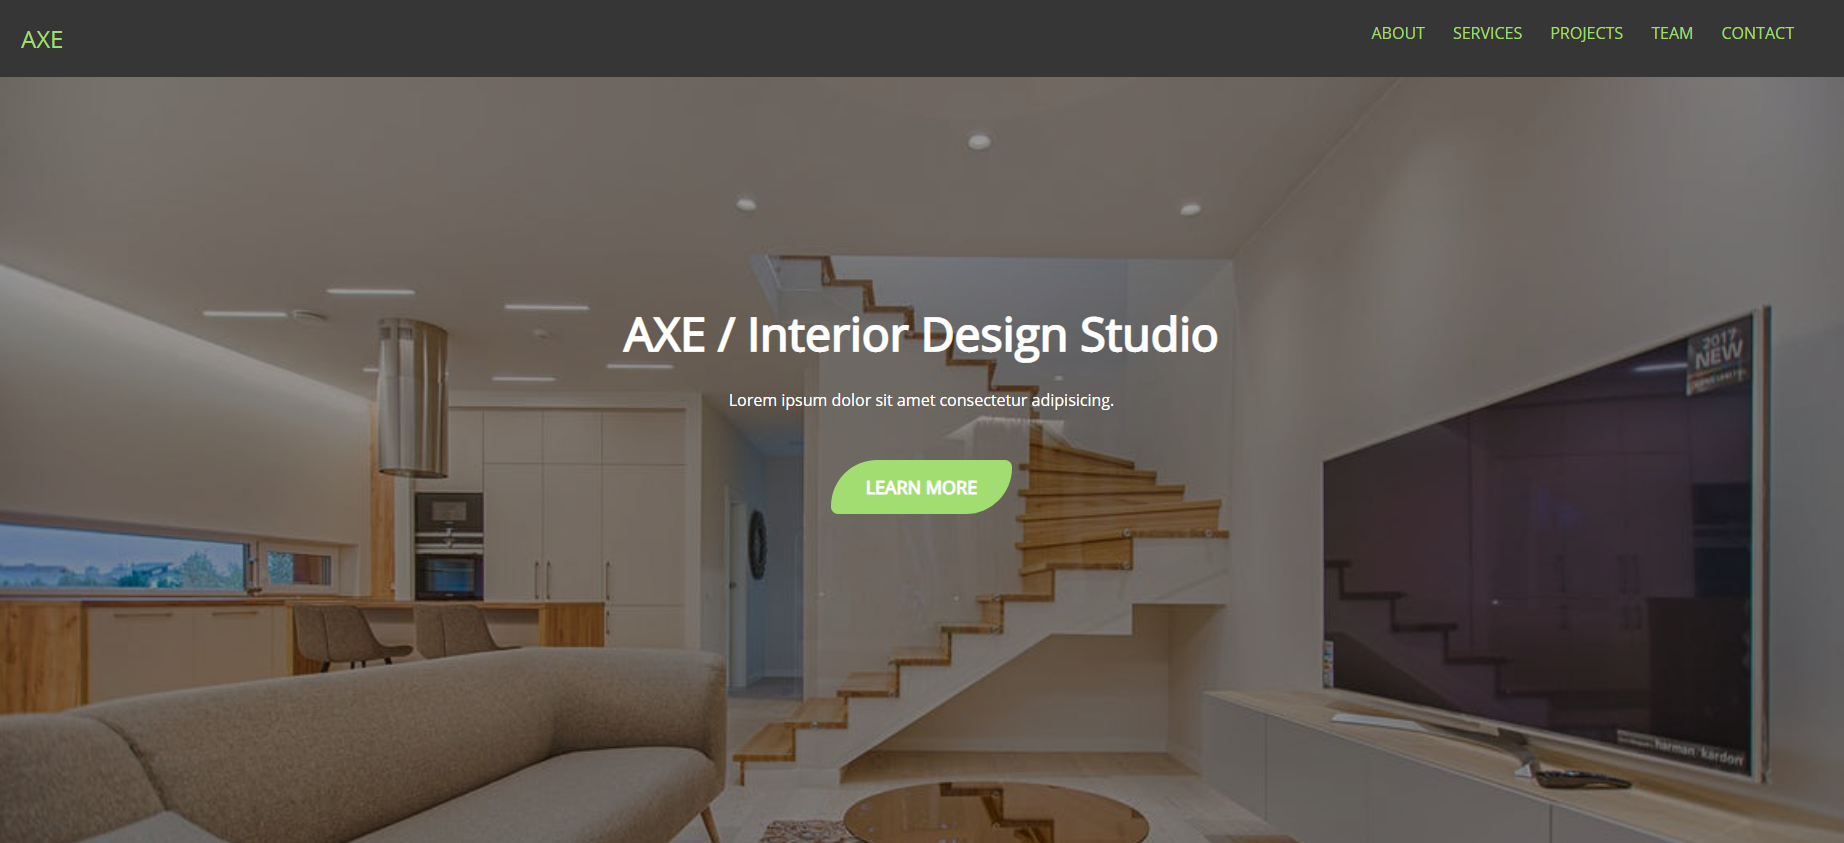 AXE
ABOUT SERVICES PROJECTS TEAM CONTACT
AXE / Interior Design Studio
Lorem ipsum dolor sit amet consectetur adipisicing.
LEARN MORE
2017
NEW
harman kardon